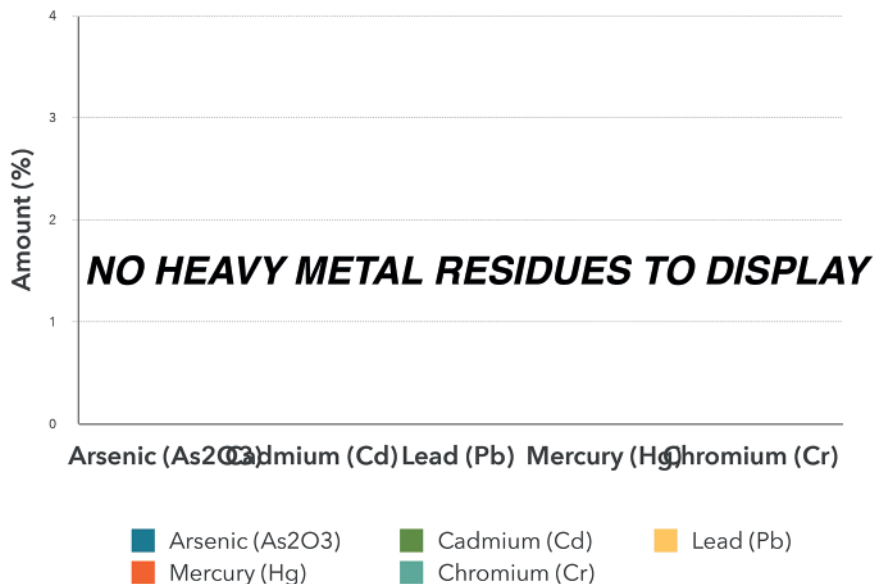 4
3
2
1
0
Amount (%)
NO HEAVY METAL RESIDUES TO DISPLAY
Arsenic (As2O3) Cadmium (Cd) Lead (Pb) Mercury (Hg) Chromium (Cr)
Arsenic (As2O3) Cadmium (Cd) Lead (Pb)
Mercury (Hg) Chromium (Cr)